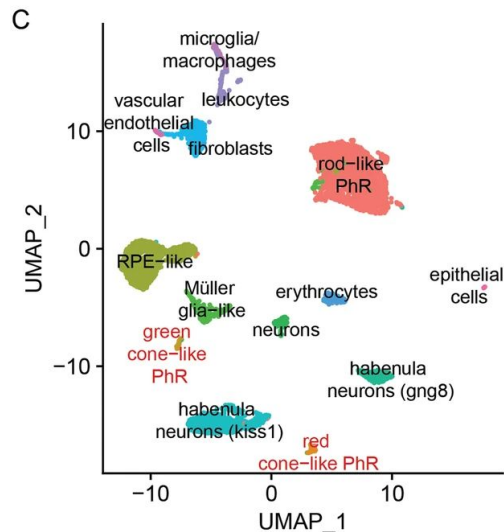 C
microglia/
macrophages
leukocytes
vascular
endothelial
cells
fibroblasts
rod-like
PhR
RPE-like
Müller
glia-like
erythrocytes
epithelial
cells
neurons
green
cone-like
PhR
habenula
neurons (gng8)
habenula
neurons (kiss1)
red
cone-like PhR
UMAP_2
10
0
−10
−10
0
10
UMAP_1